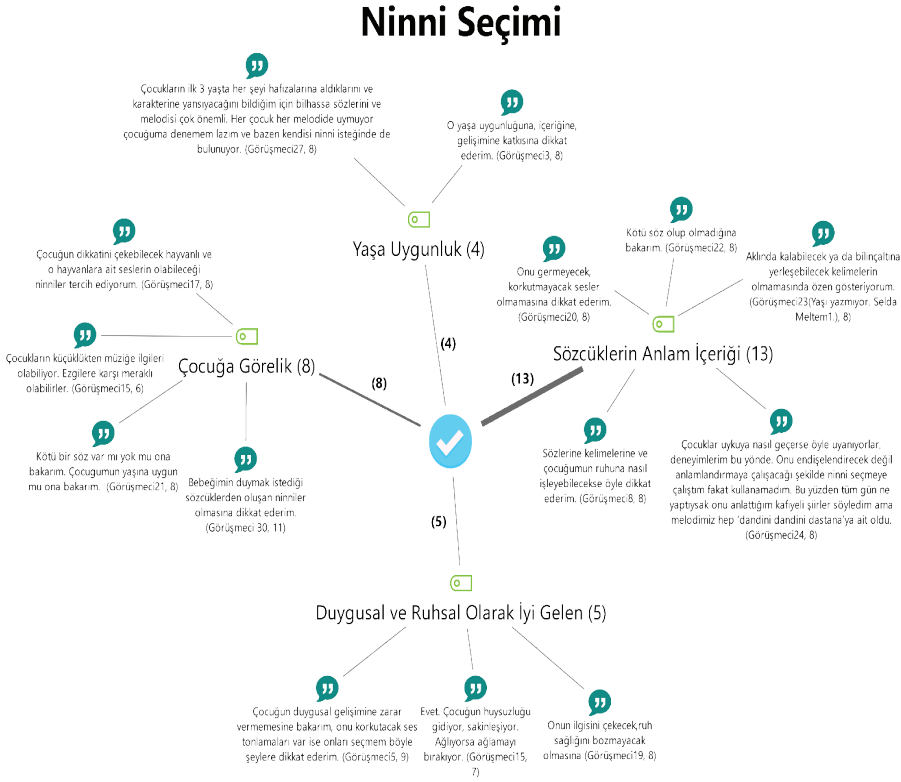 Ninni Seçimi
Çocukların ilk 3 yaşta her şeyi hafızalarına aldıklarını ve
karakterine yansıyacağını bildiğim için bilhassa sözlerini ve
melodisi çok önemli. Her çocuk her melodide uymuyor
çocuğuma denemem lazım ve bazen kendisi ninni isteğinde de
bulunuyor. (Görüşmeci27, 8)
O yaşa uygunluğuna, içeriğine,
gelişimine katkısına dikkat
ederim. (Görüşmeci3, 8)
Yaşa Uygunluk (4)
Çocuğun dikkatini çekebilecek hayvanlı ve
o hayvanlara ait seslerin olabileceği
ninniler tercih ediyorum. (Görüşmeci17, 8)
Çocukların küçüklükten müziğe ilgileri
olabiliyor. Ezgilere karşı meraklı
olabilirler. (Görüşmeci15, 6)
Çocuğa Görelik (8)
Kötü bir söz var mı yok mu ona
bakarım. Çocugumun yaşına uygun
mu ona bakarım. (Görüşmeci21, 8)
Bebeğimin duymak istediği
sözcüklerden oluşan ninniler
olmasına dikkat ederim.
(Görüşmeci 30, 11)
Onu germeyecek,
korkutmayacak sesler
olmamasına dikkat ederim.
(Görüşmeci20, 8)
Kötü söz olup olmadığına
bakarım. (Görüşmeci22, 8)
Aklında kalabilecek ya da bilinçaltına
yerleşebilecek kelimelerin
olmamasında özen gösteriyorum.
(Görüşmeci23(Yaşı yazmıyor. Selda
Meltem1.), 8)
Sözcüklerin Anlam İçeriği (13)
Sözlerine kelimelerine ve
çocuğumun ruhuna nasıl
işleyebilecekse öyle dikkat
ederim. (Görüşmeci8, 8)
Çocuklar uykuya nasıl geçerse öyle uyanıyorlar,
deneyimlerim bu yönde. Onu endişelendirecek değil
anlamlandırmaya çalışacağı şekilde ninni seçmeye
çalıştım fakat kullanamadım. Bu yüzden tüm gün ne
yaptıysak onu anlattığım kafiyeli şiirler söyledim ama
melodimiz hep ‘dandini dandini dastana’ya ait oldu.
(Görüşmeci24, 8)
(4)
(8)
(13)
(5)
Duygusal ve Ruhsal Olarak İyi Gelen (5)
Çocuğun duygusal gelişimine zarar
vermemesine bakarım, onu korkutacak ses
tonlamaları var ise onları seçmem böyle
şeylere dikkat ederim. (Görüşmeci5, 9)
Evet. Çocuğun huysuzluğu
gidiyor, sakinleşiyor.
Ağlıyorsa ağlamayı
bırakıyor. (Görüşmeci15,
7)
Onun ilgisini çekecek,ruh
sağlığını bozmayacak
olmasına (Görüşmeci19, 8)